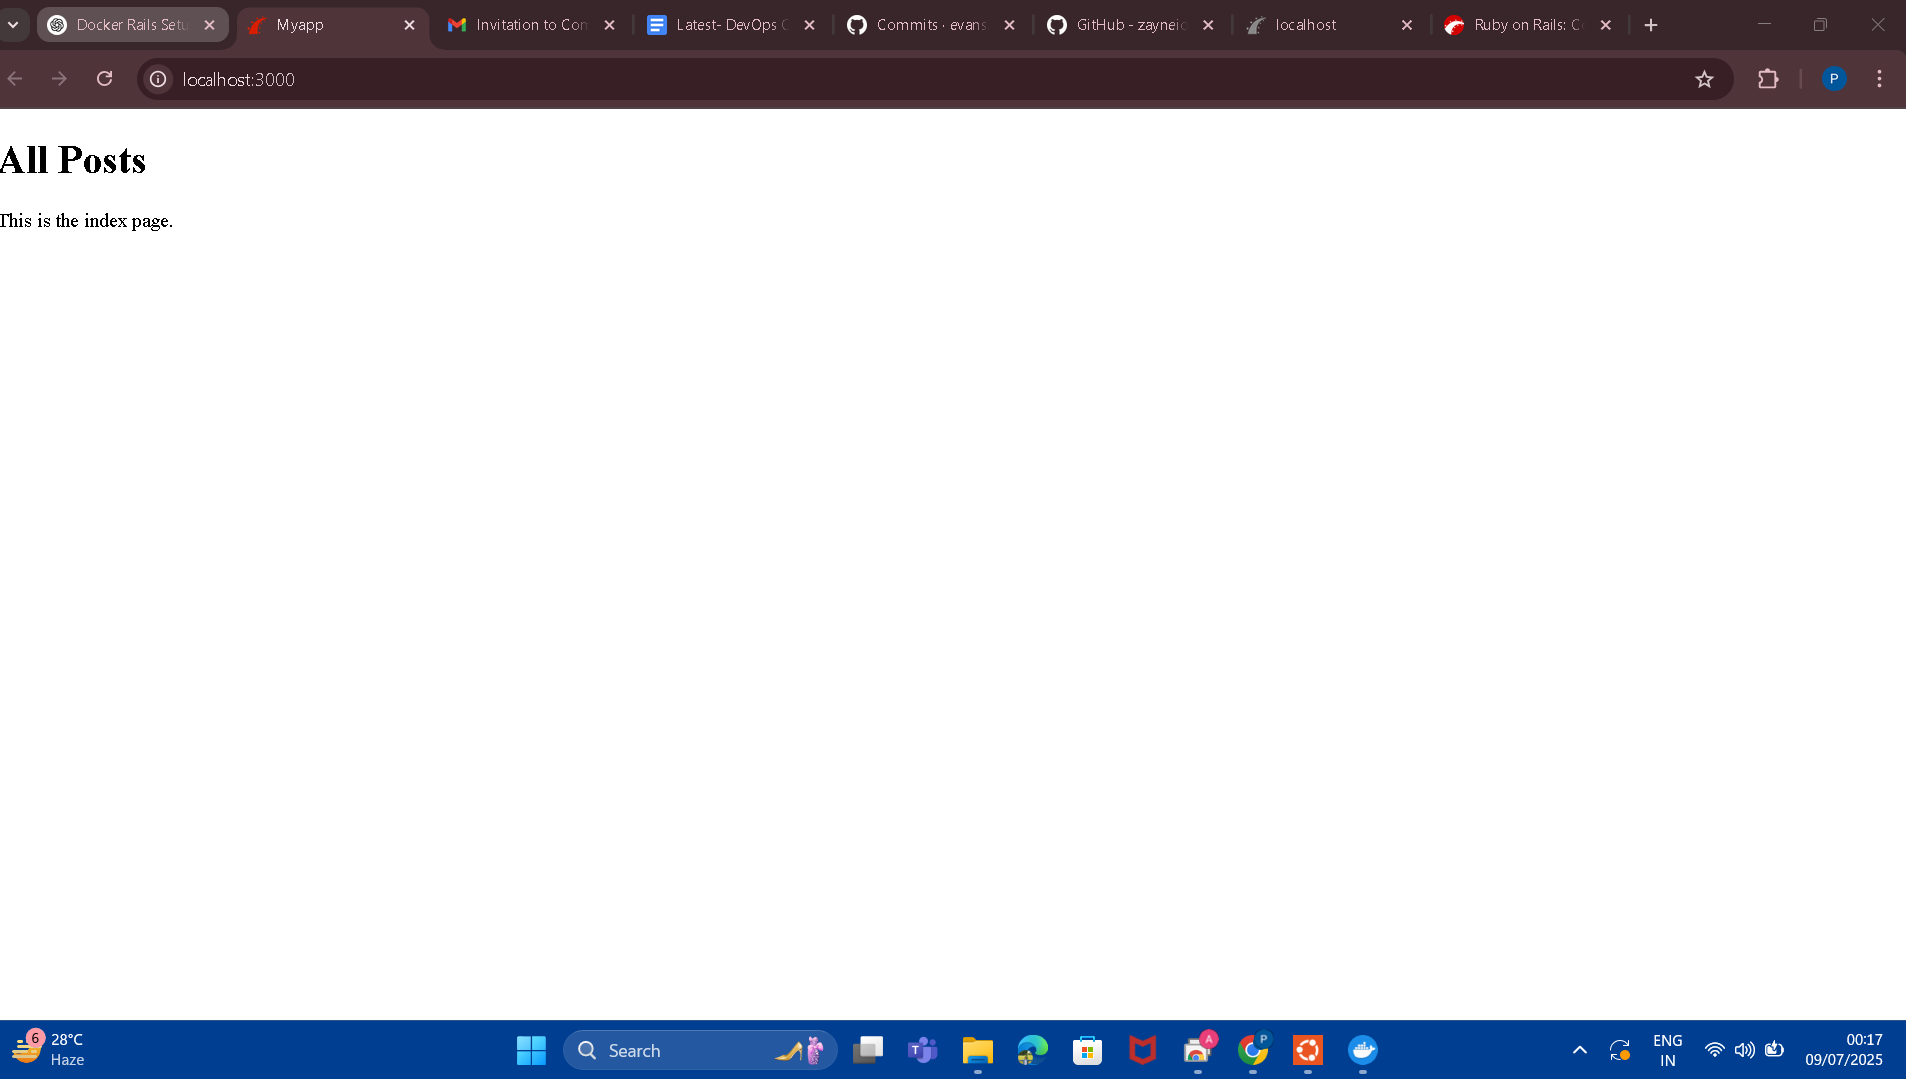 Docker Rails Setu
Myapp
Invitation to Con
Latest- DevOps
Commits · evans
GitHub - zayneic
localhost
Ruby on Rails: C
localhost:3000
P
All Posts
This is the index page.
6
28°C
Haze
Search
T
A
P
ENG
IN
00:17
09/07/2025